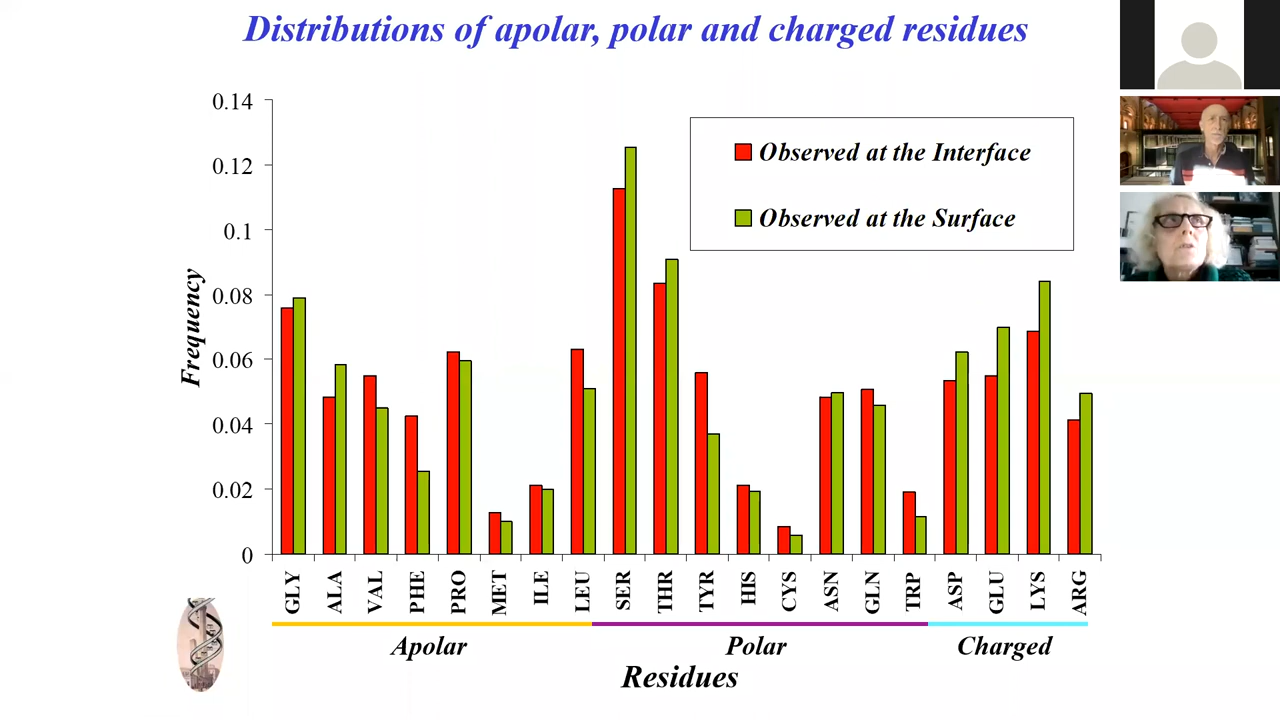 Distributions of apolar, polar and charged residues
0.14
0.12
0.1
0.08
0.06
0.04
0.02
0
Frequency
Observed at the Interface
Observed at the Surface
GLY ALA VAL PHE PRO MET ILE LEU SER THR TYR HIS CYS ASN GLN TRP ASP GLU LYS ARG
Apolar Polar Charged
Residues